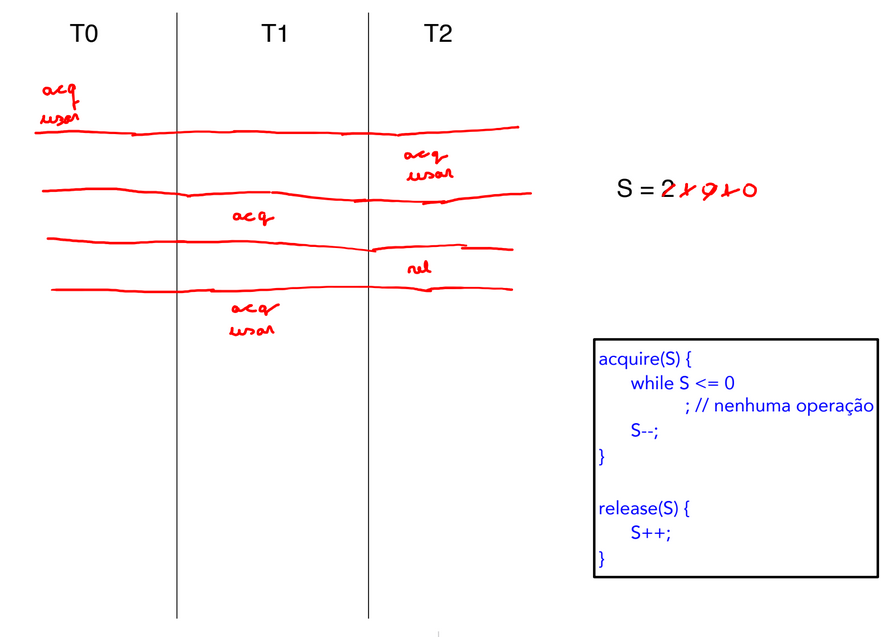 T0 T1 T2
acq
usar
acq
usar
S = 2 1 0 1 0
acq
rel
acq
usar
acquire(S) {
while S <= 0
; // nenhuma operação
S--;
}
release(S) {
S++;
}